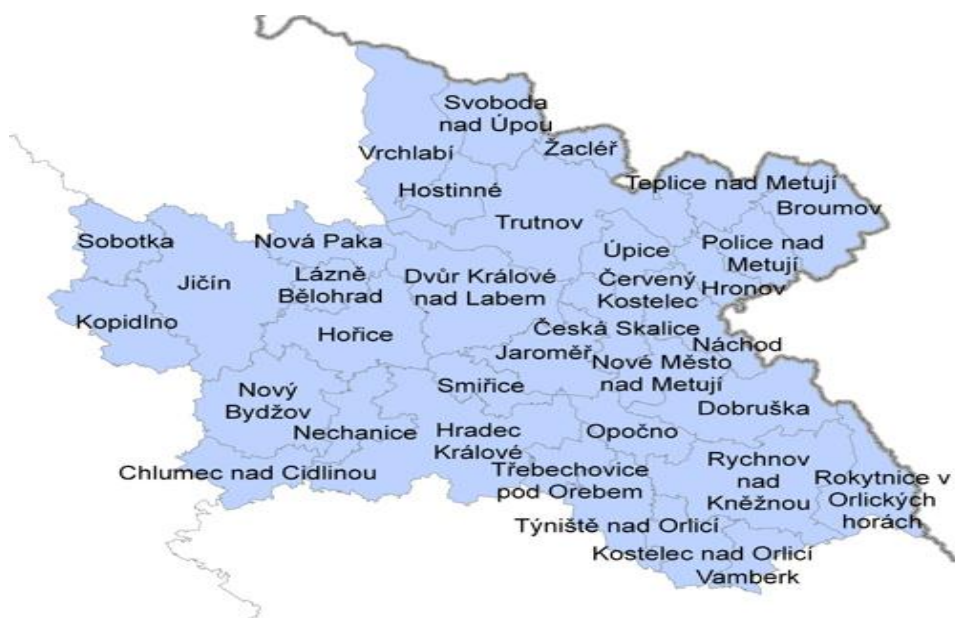 Svoboda
nad Úpou
Žacléř
Vrchlabí
Hostinné
Teplice nad Metují
Broumov
Trutnov
Sobotka
Nová Paka
Úpice
Police nad
Metují
Jičín
Lázně
Bělohrad
Dvůr Králové
nad Labem
Červený
Kostelec
Hronov
Kopidlno
Hořice
Česká Skalice
Náchod
Jaroměř
Nové Město
nad Metují
Smiřice
Nový
Bydžov
Dobruška
Nechanice
Hradec
Králové
Opočno
Chlumec nad Cidlinou
Třebechovice
pod Orebem
Rychnov
nad
Kněžnou
Rokytnice v
Orlických
horách
Týniště nad Orlicí
Kostelec nad Orlicí
Vamberk